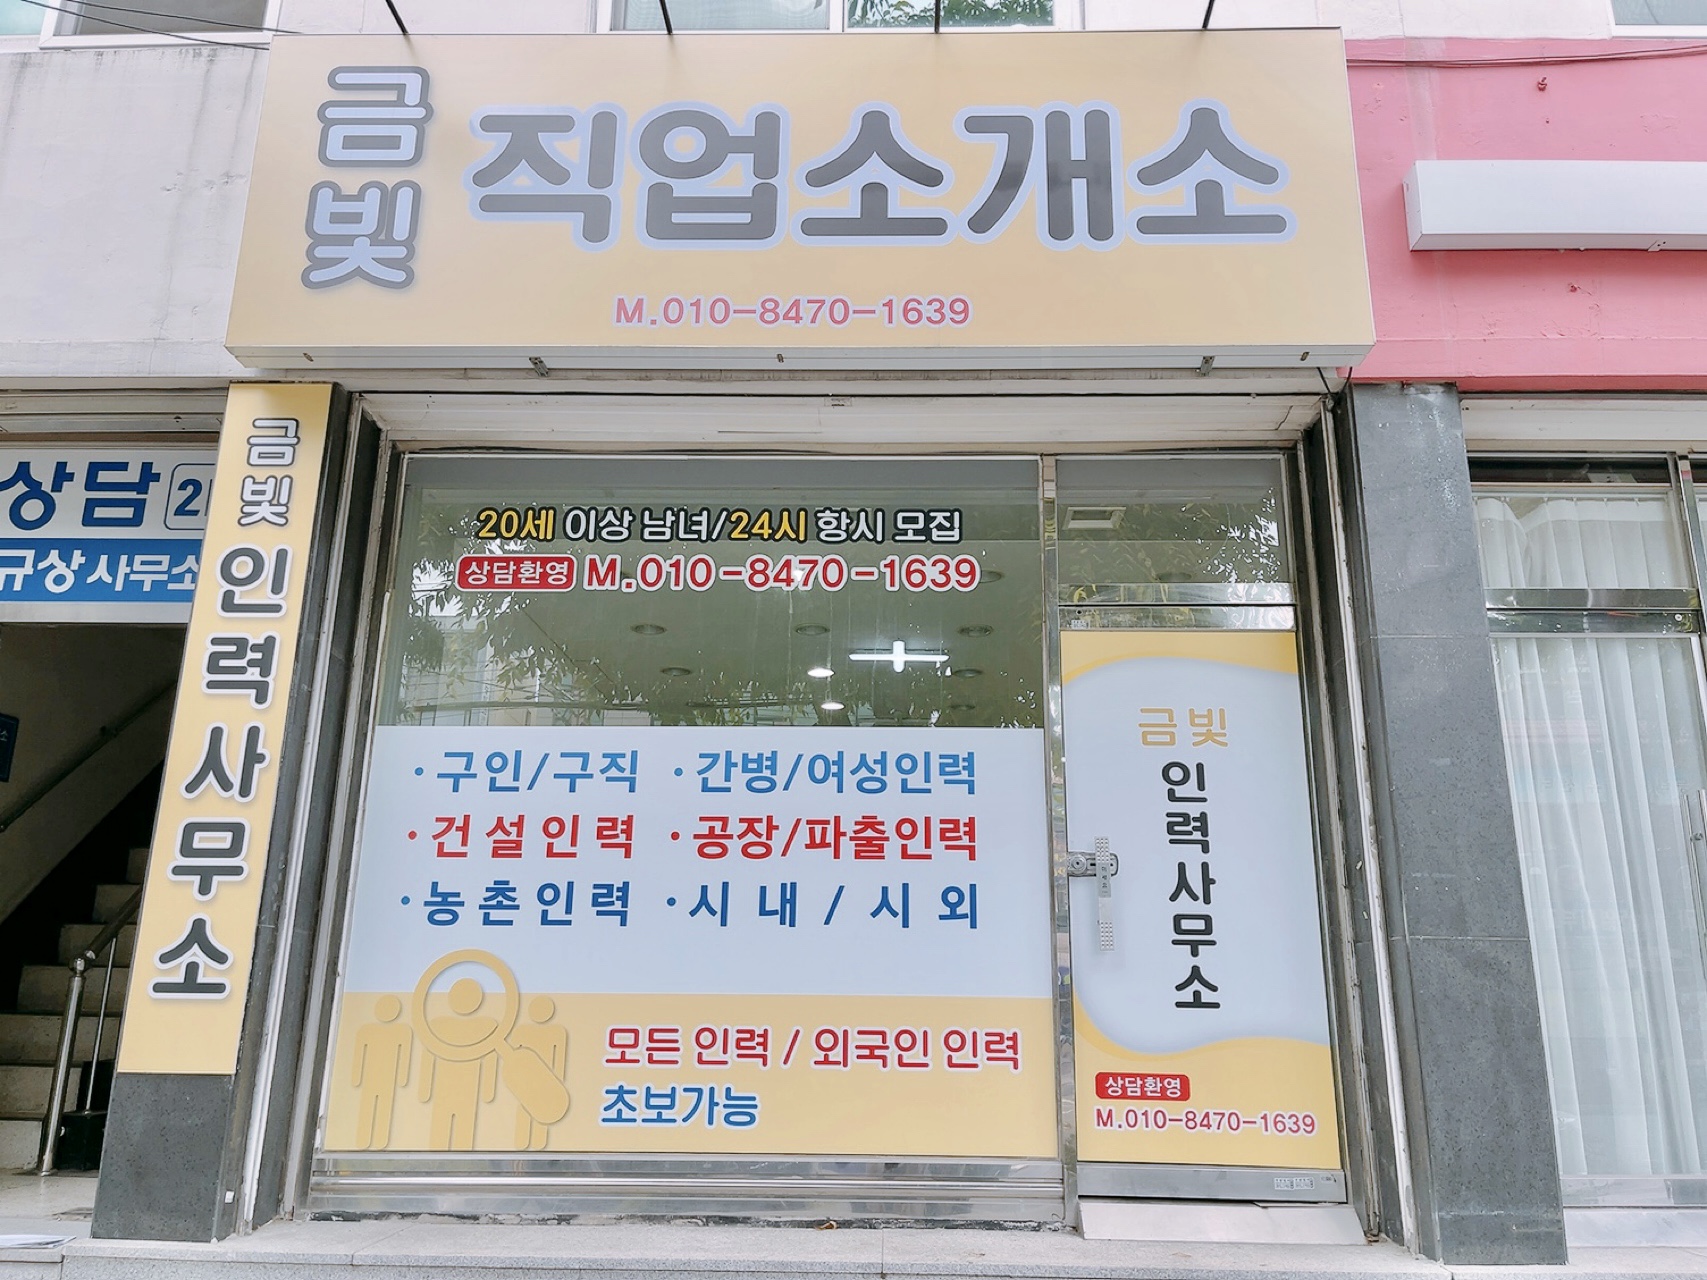 금빛 직업소개소
M.010-8470-1639
상담
규상 사무소
금빛 인력사무소
20세 이상 남녀/24시 항시 모집
상담환영 M.010-8470-1639
· 구인/구직 · 간병/여성인력
· 건설인력 · 공장/파출인력
· 농촌인력 · 시내 / 시외
모든 인력 / 외국인 인력
초보가능
금빛
인력사무소
상담환영
M.010-8470-1639